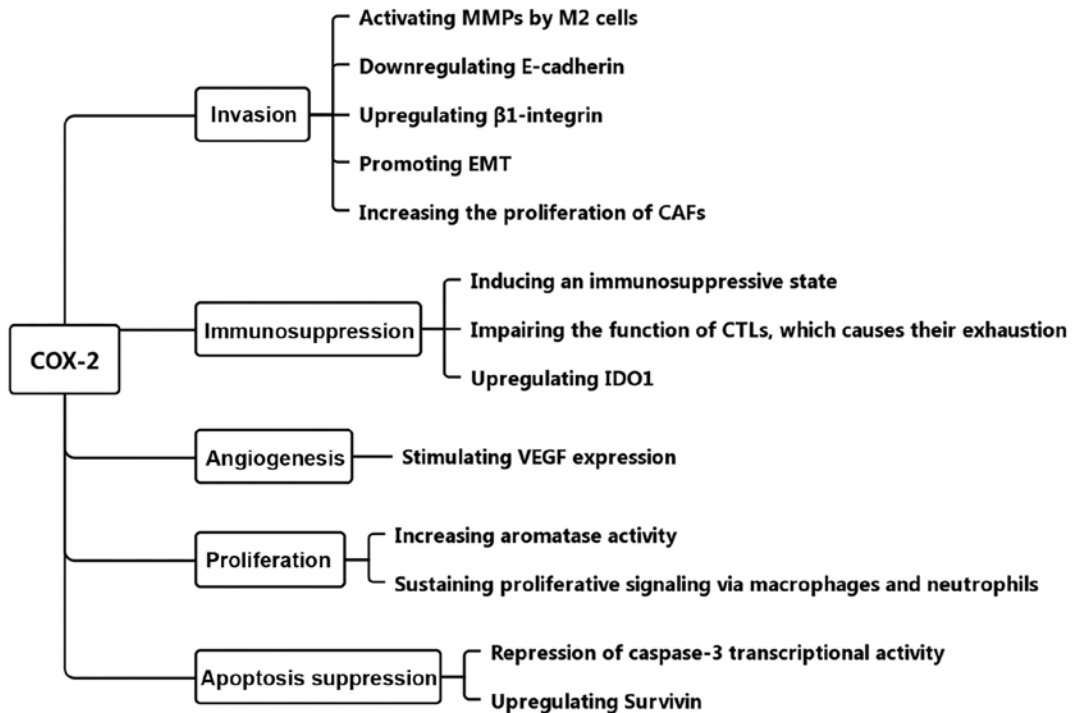 Activating MMPs by M2 cells
Downregulating E-cadherin
Invasion
Upregulating β1-integrin
Promoting EMT
Increasing the proliferation of CAFs
Inducing an immunosuppressive state
Immunosuppression
Impairing the function of CTLs, which causes their exhaustion
COX-2
Upregulating IDO1
Angiogenesis
Stimulating VEGF expression
Increasing aromatase activity
Proliferation
Sustaining proliferative signaling via macrophages and neutrophils
Repression of caspase-3 transcriptional activity
Apoptosis suppression
Upregulating Survivin